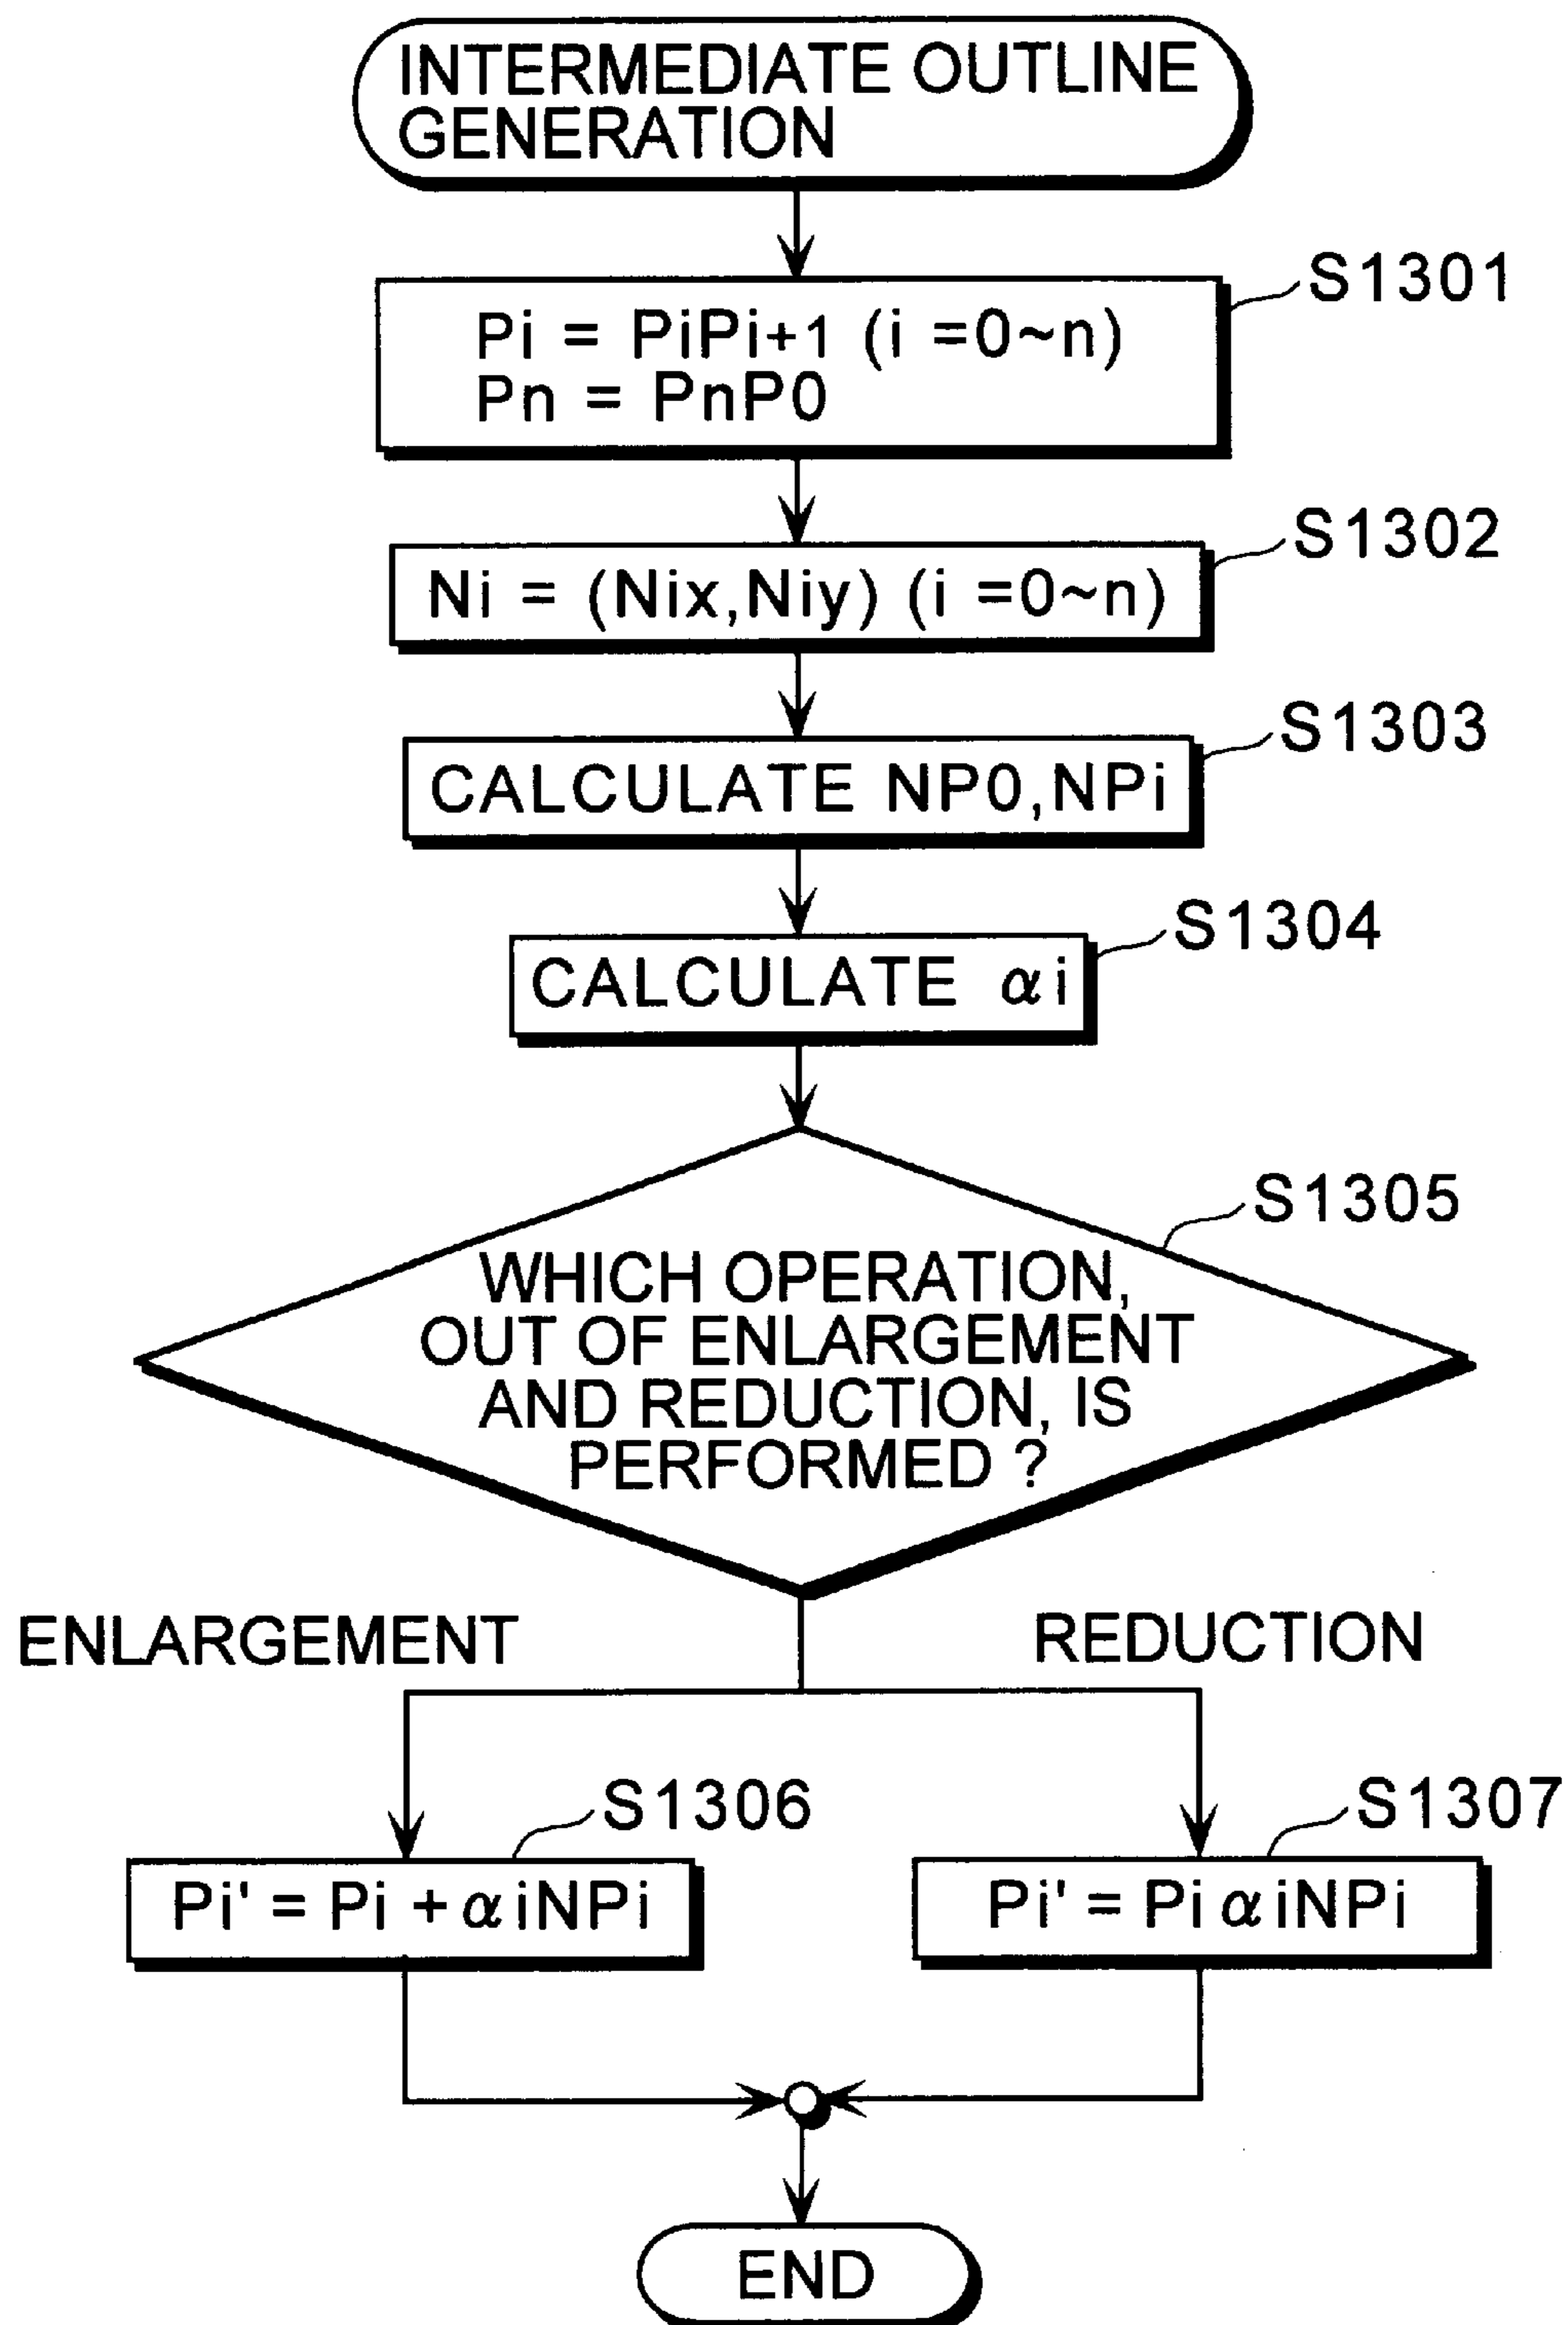 INTERMEDIATE OUTLINE
GENERATION
S1301
Pi = PiPi+1 (i =0~n)
Pn = PnP0
S1302
Ni = (Nix,Niy) (i =0~n)
S1303
CALCULATE NP0,NPi
S1304
CALCULATE αi
S1305
WHICH OPERATION,
OUT OF ENLARGEMENT
AND REDUCTION, IS
PERFORMED ?
ENLARGEMENT
REDUCTION
S1306
S1307
Pi' = Pi + αiNPi
Pi' = Pi αiNPi
END